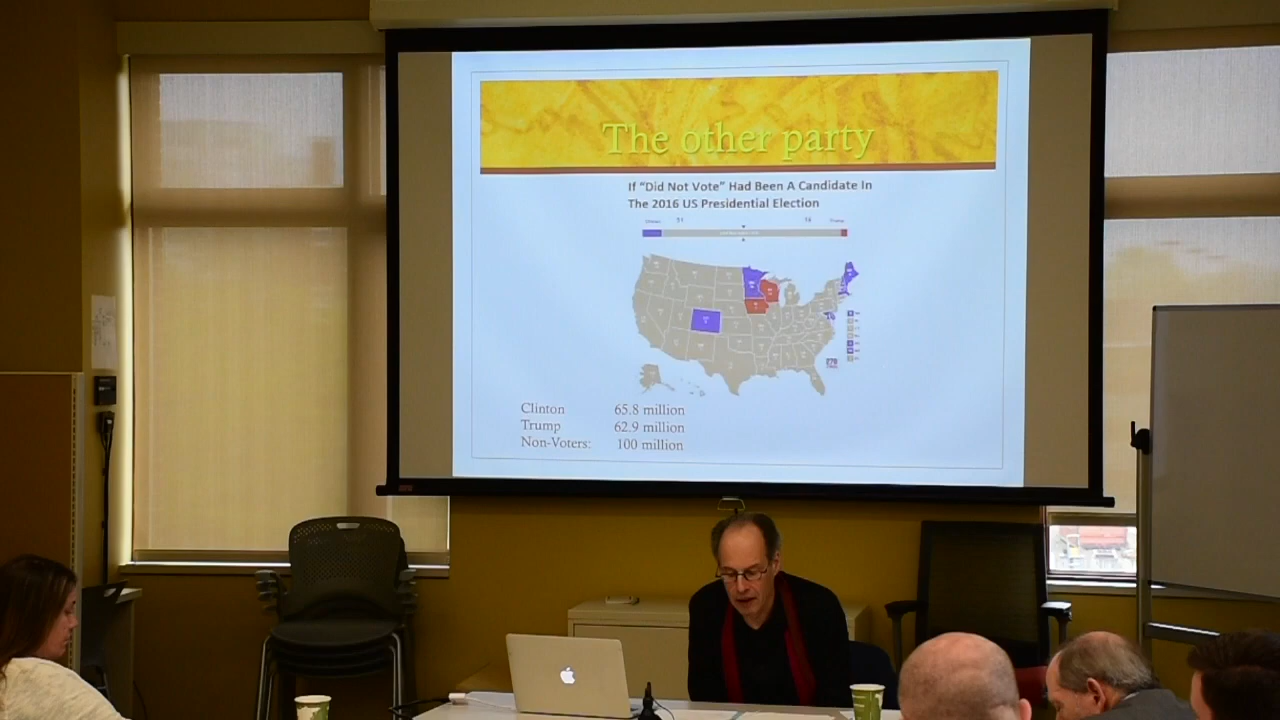 The other party
If "Did Not Vote" Had Been A Candidate In
The 2016 US Presidential Election
Clinton 65.8 million
Trump 62.9 million
Non-Voters: 100 million